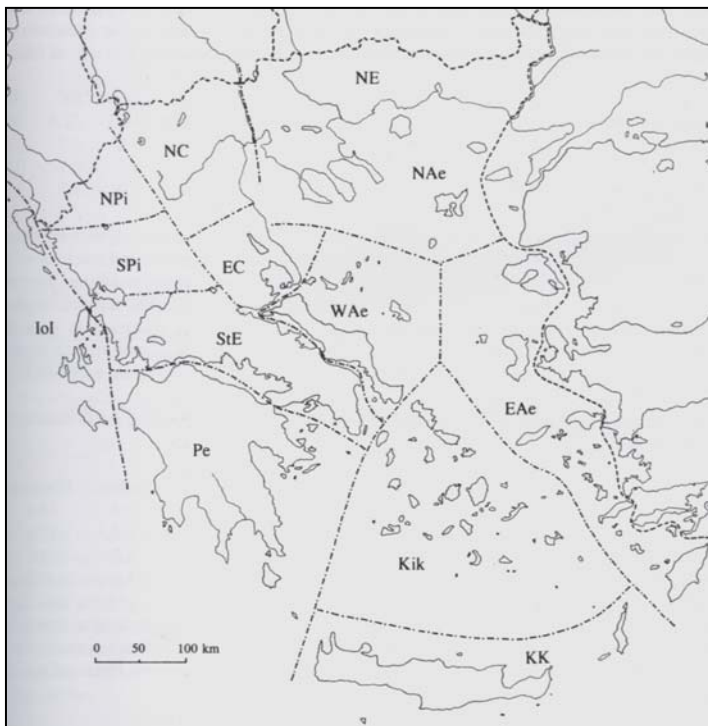 NE
NC
NAe
NPi
SPi
EC
WAe
IoI
StE
EAe
Pe
Kik
KK
0 50 100 km